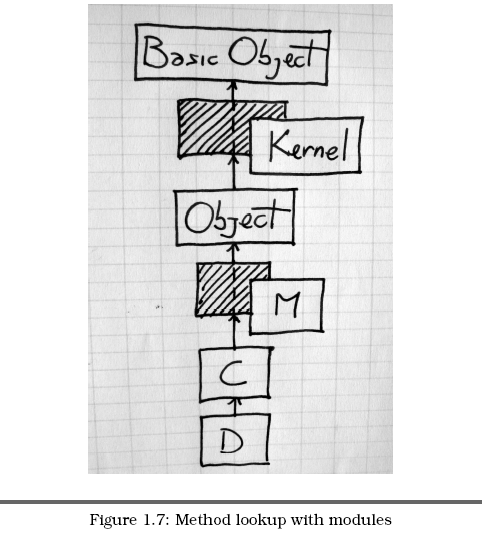 Basic Object
Kernel
Object
M
C
D
Figure 1.7: Method lookup with modules